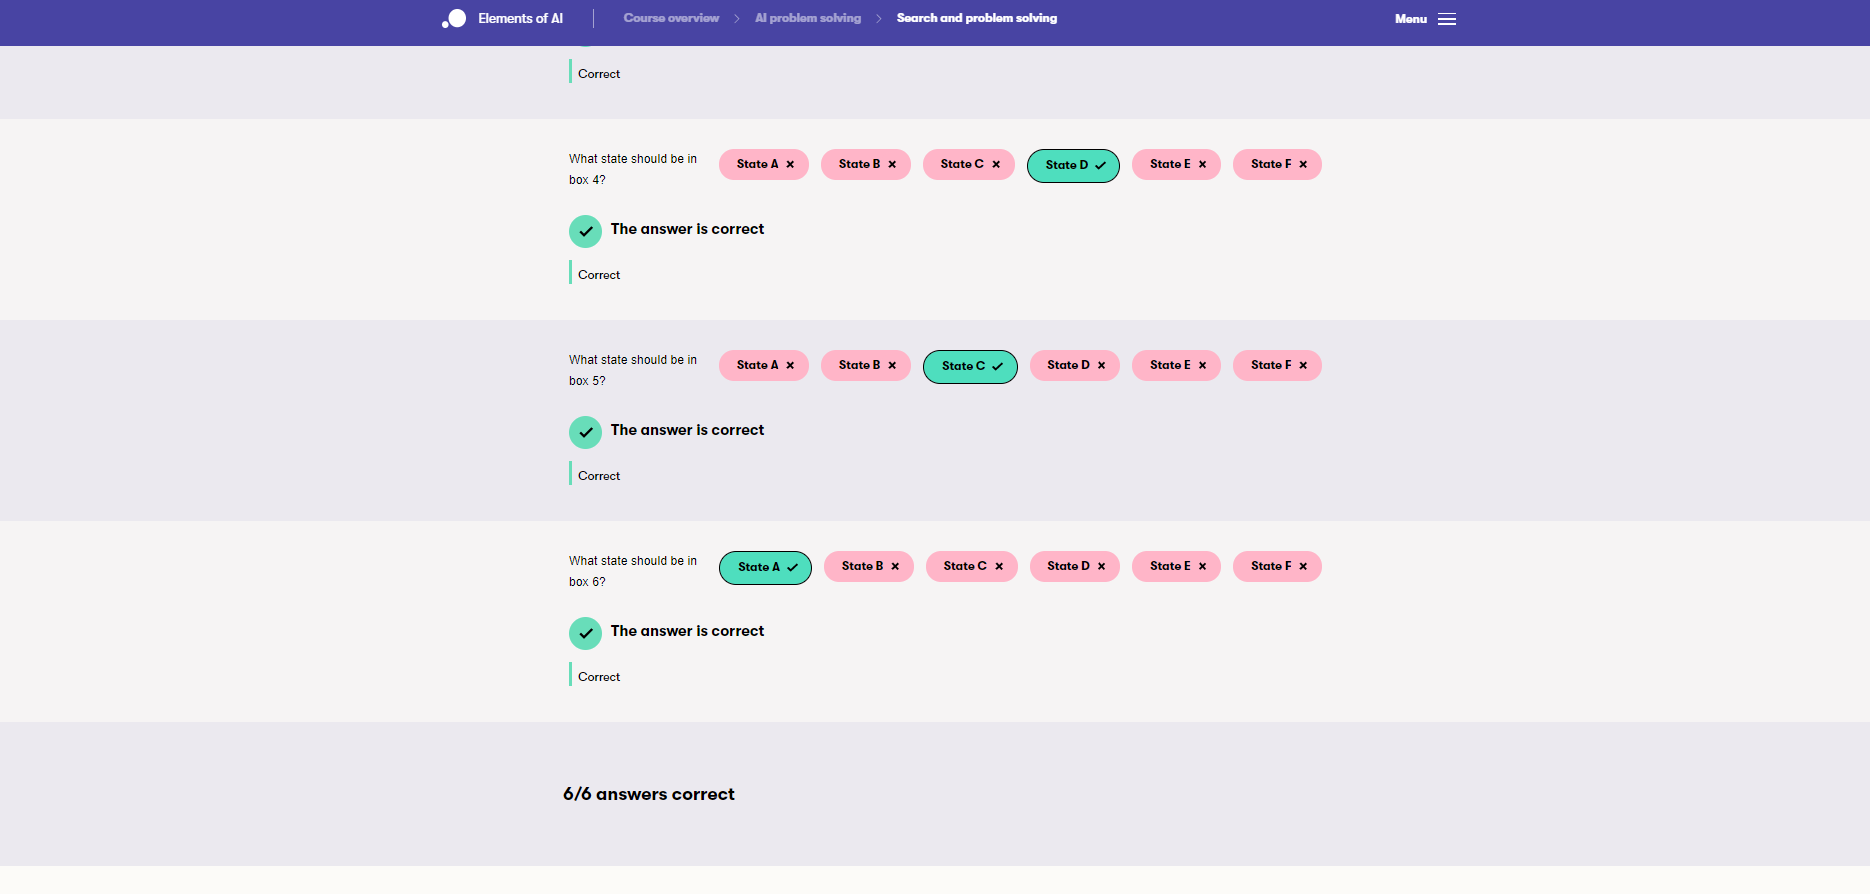 Elements of AI Course overview AI problem solving Search and problem solving Menu
Correct
What state should be in
box 4?
State A State B State C State D State E State F
The answer is correct
Correct
What state should be in
box 5?
State A State B State C State D State E State F
The answer is correct
Correct
What state should be in
box 6?
State A State B State C State D State E State F
The answer is correct
Correct
6/6 answers correct